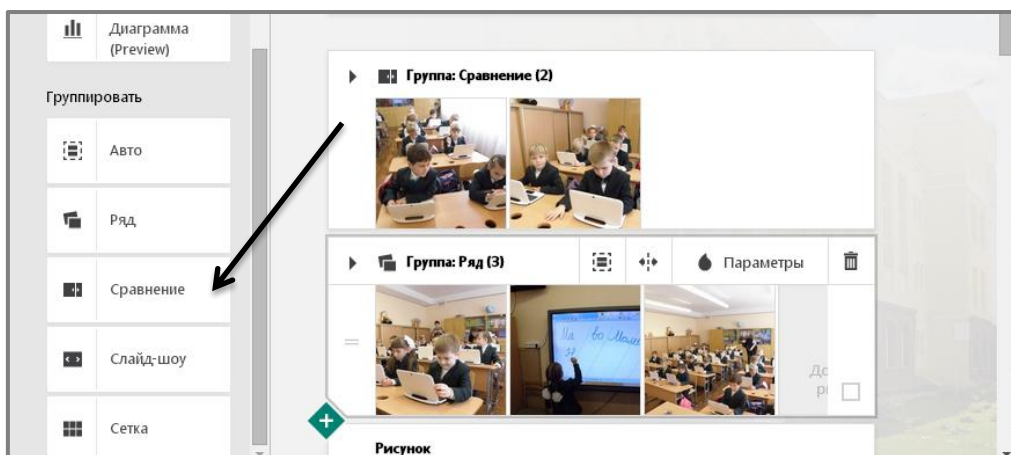 Диаграмма
(Preview)
Группировать
Авто
Ряд
Сравнение
Слайд-шоу
Сетка
Группа: Сравнение (2)
Группа: Ряд (3)
Параметры
Рисунок